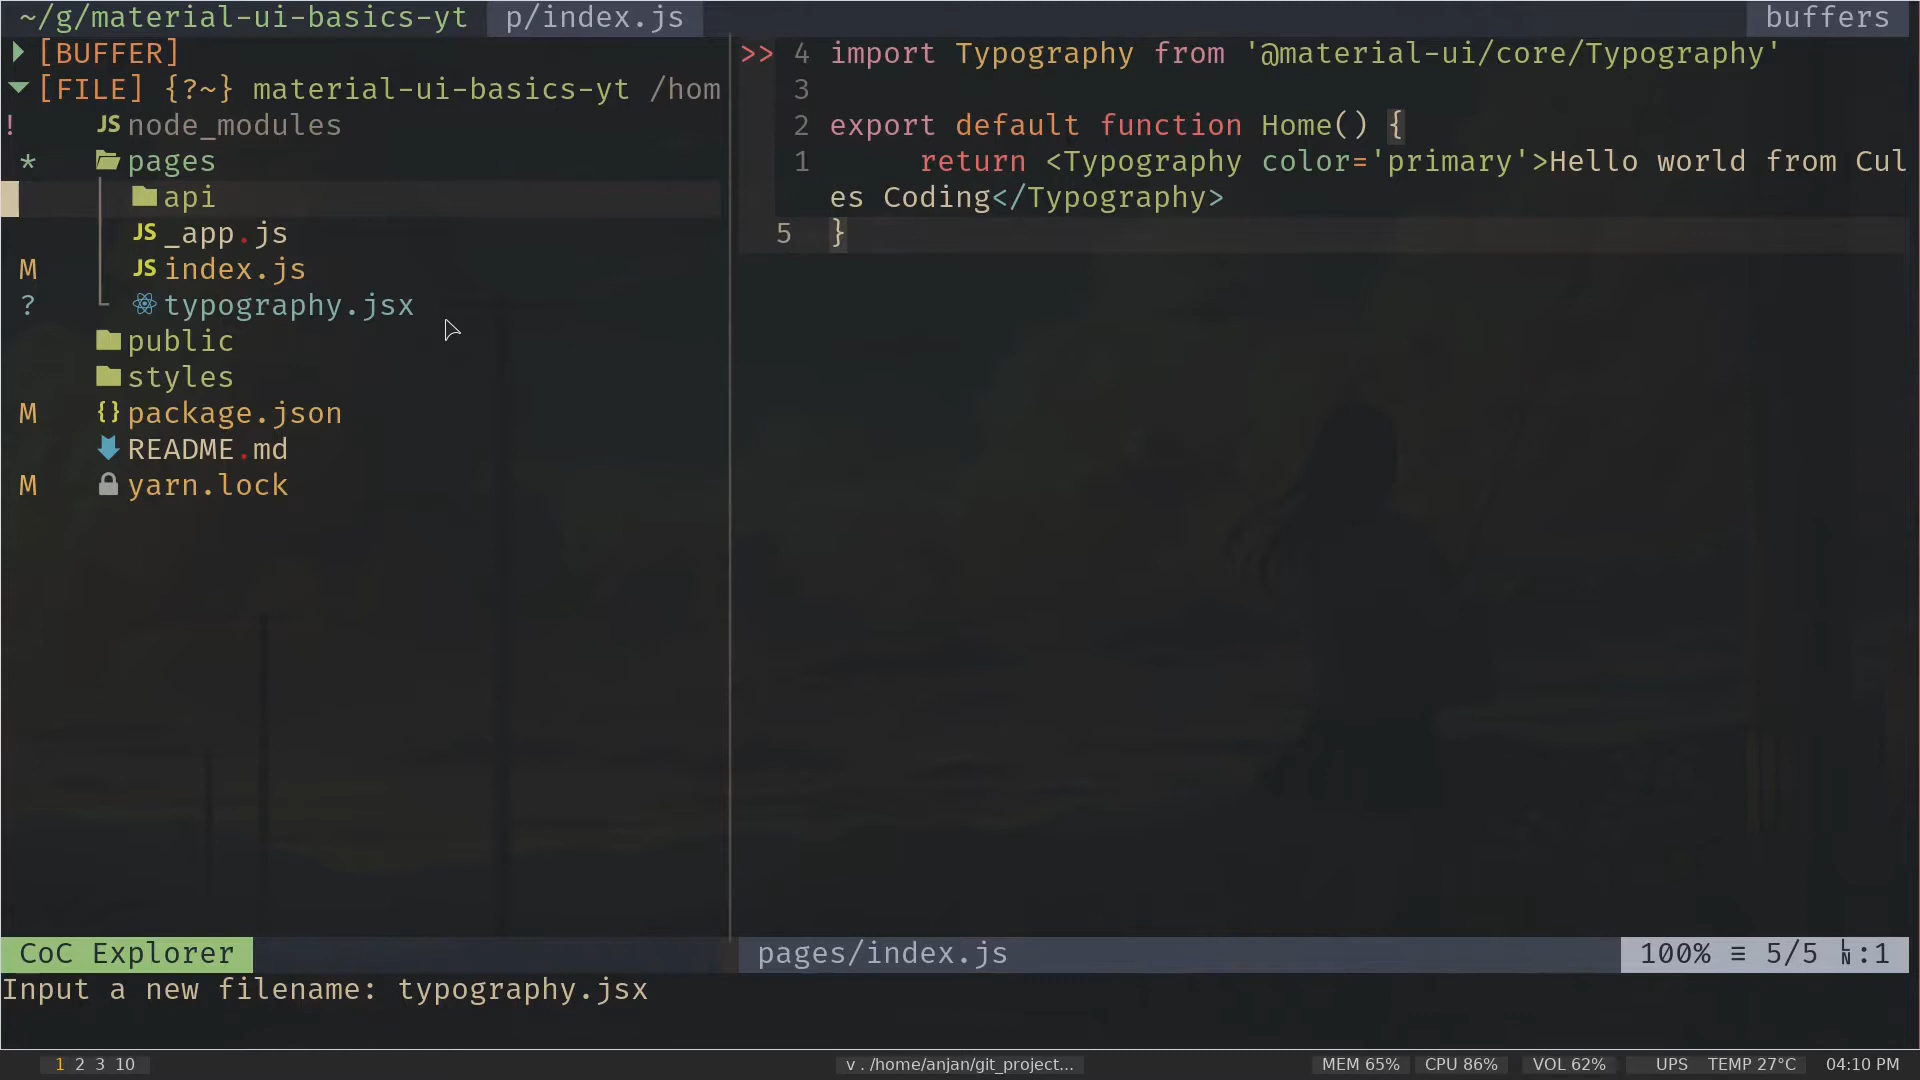 ~/g/material-ui-basics-yt p/index.js buffers
[BUFFER]
[FILE] {?~} material-ui-basics-yt /hom
! JS node_modules
* pages
api
JS _app.js
M JS index.js
? typography.jsx
public
styles
M {} package.json
README.md
M yarn.lock
>> 4 import Typography from '@material-ui/core/Typography'
3
2 export default function Home() {
1 return <Typography color='primary'>Hello world from Cul
es Coding</Typography>
5 }
CoC Explorer
pages/index.js 100% ≡ 5/5 LN:1
Input a new filename: typography.jsx
1 2 3 10 v . /home/anjan/git_project... MEM 65% CPU 86% VOL 62% UPS TEMP 27°C 04:10 PM